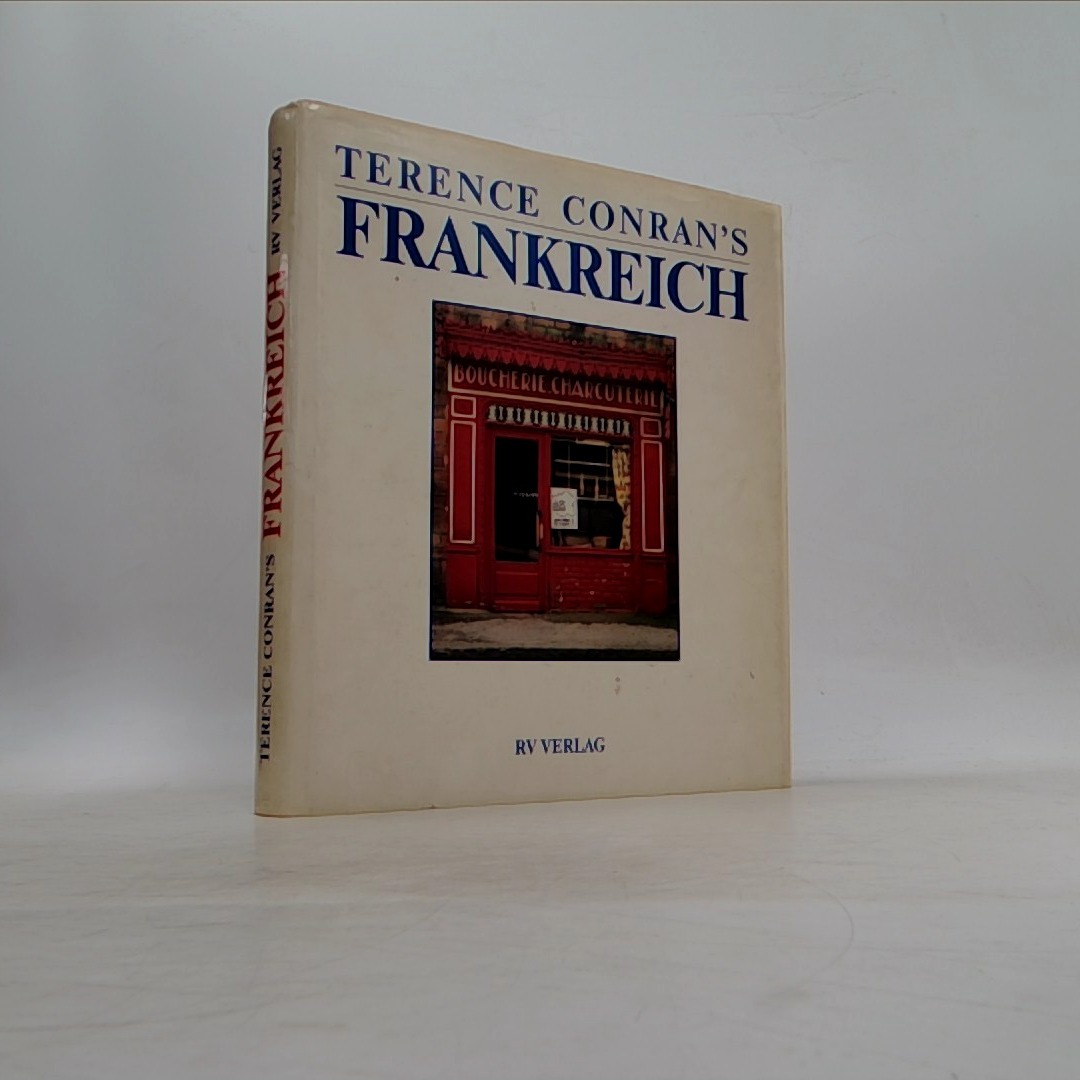 TERENCE CONRAN'S
FRANKREICH
BOUCHERIE.CHARCUTERIE
RV VERLAG
TERENCE CONRAN'S FRANKREICH RV VERLAG